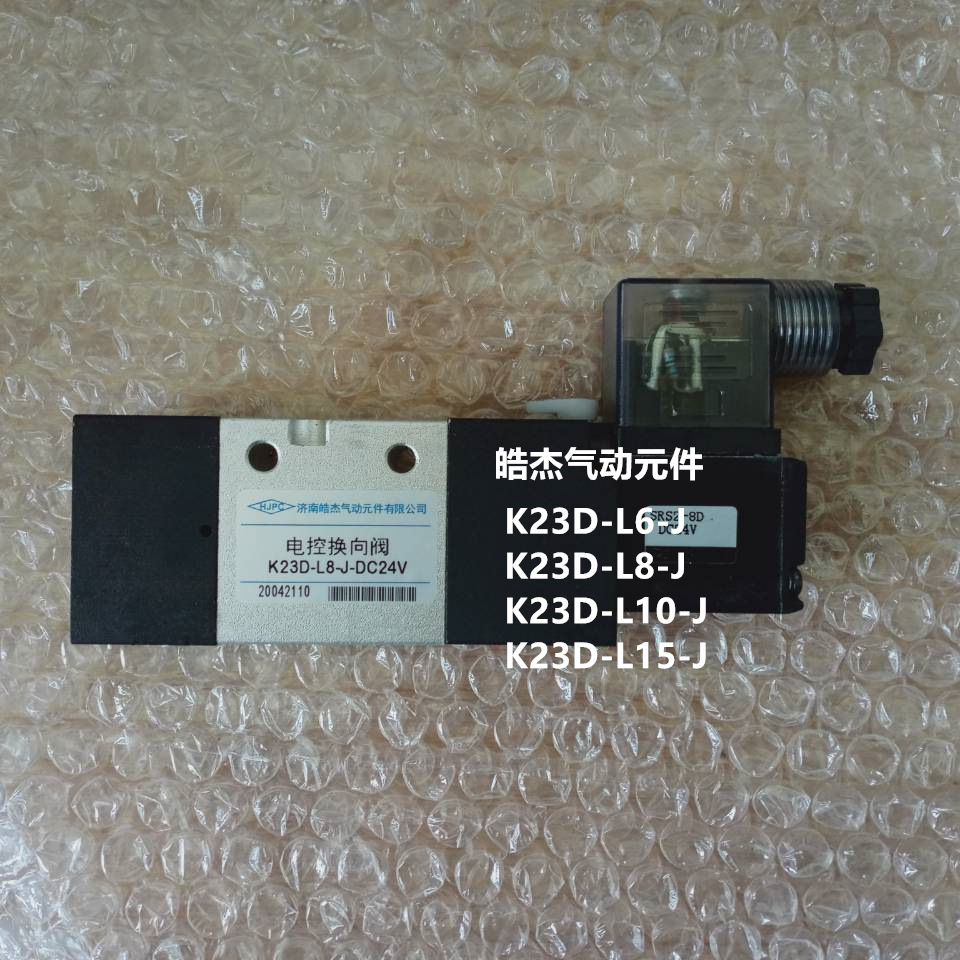 HJPC 济南皓杰气动元件有限公司
电控换向阀
K23D-L8-J-DC24V
20042110
皓杰气动元件
K23D-L6-J
K23D-L8-J
K23D-L10-J
K23D-L15-J
DC24V